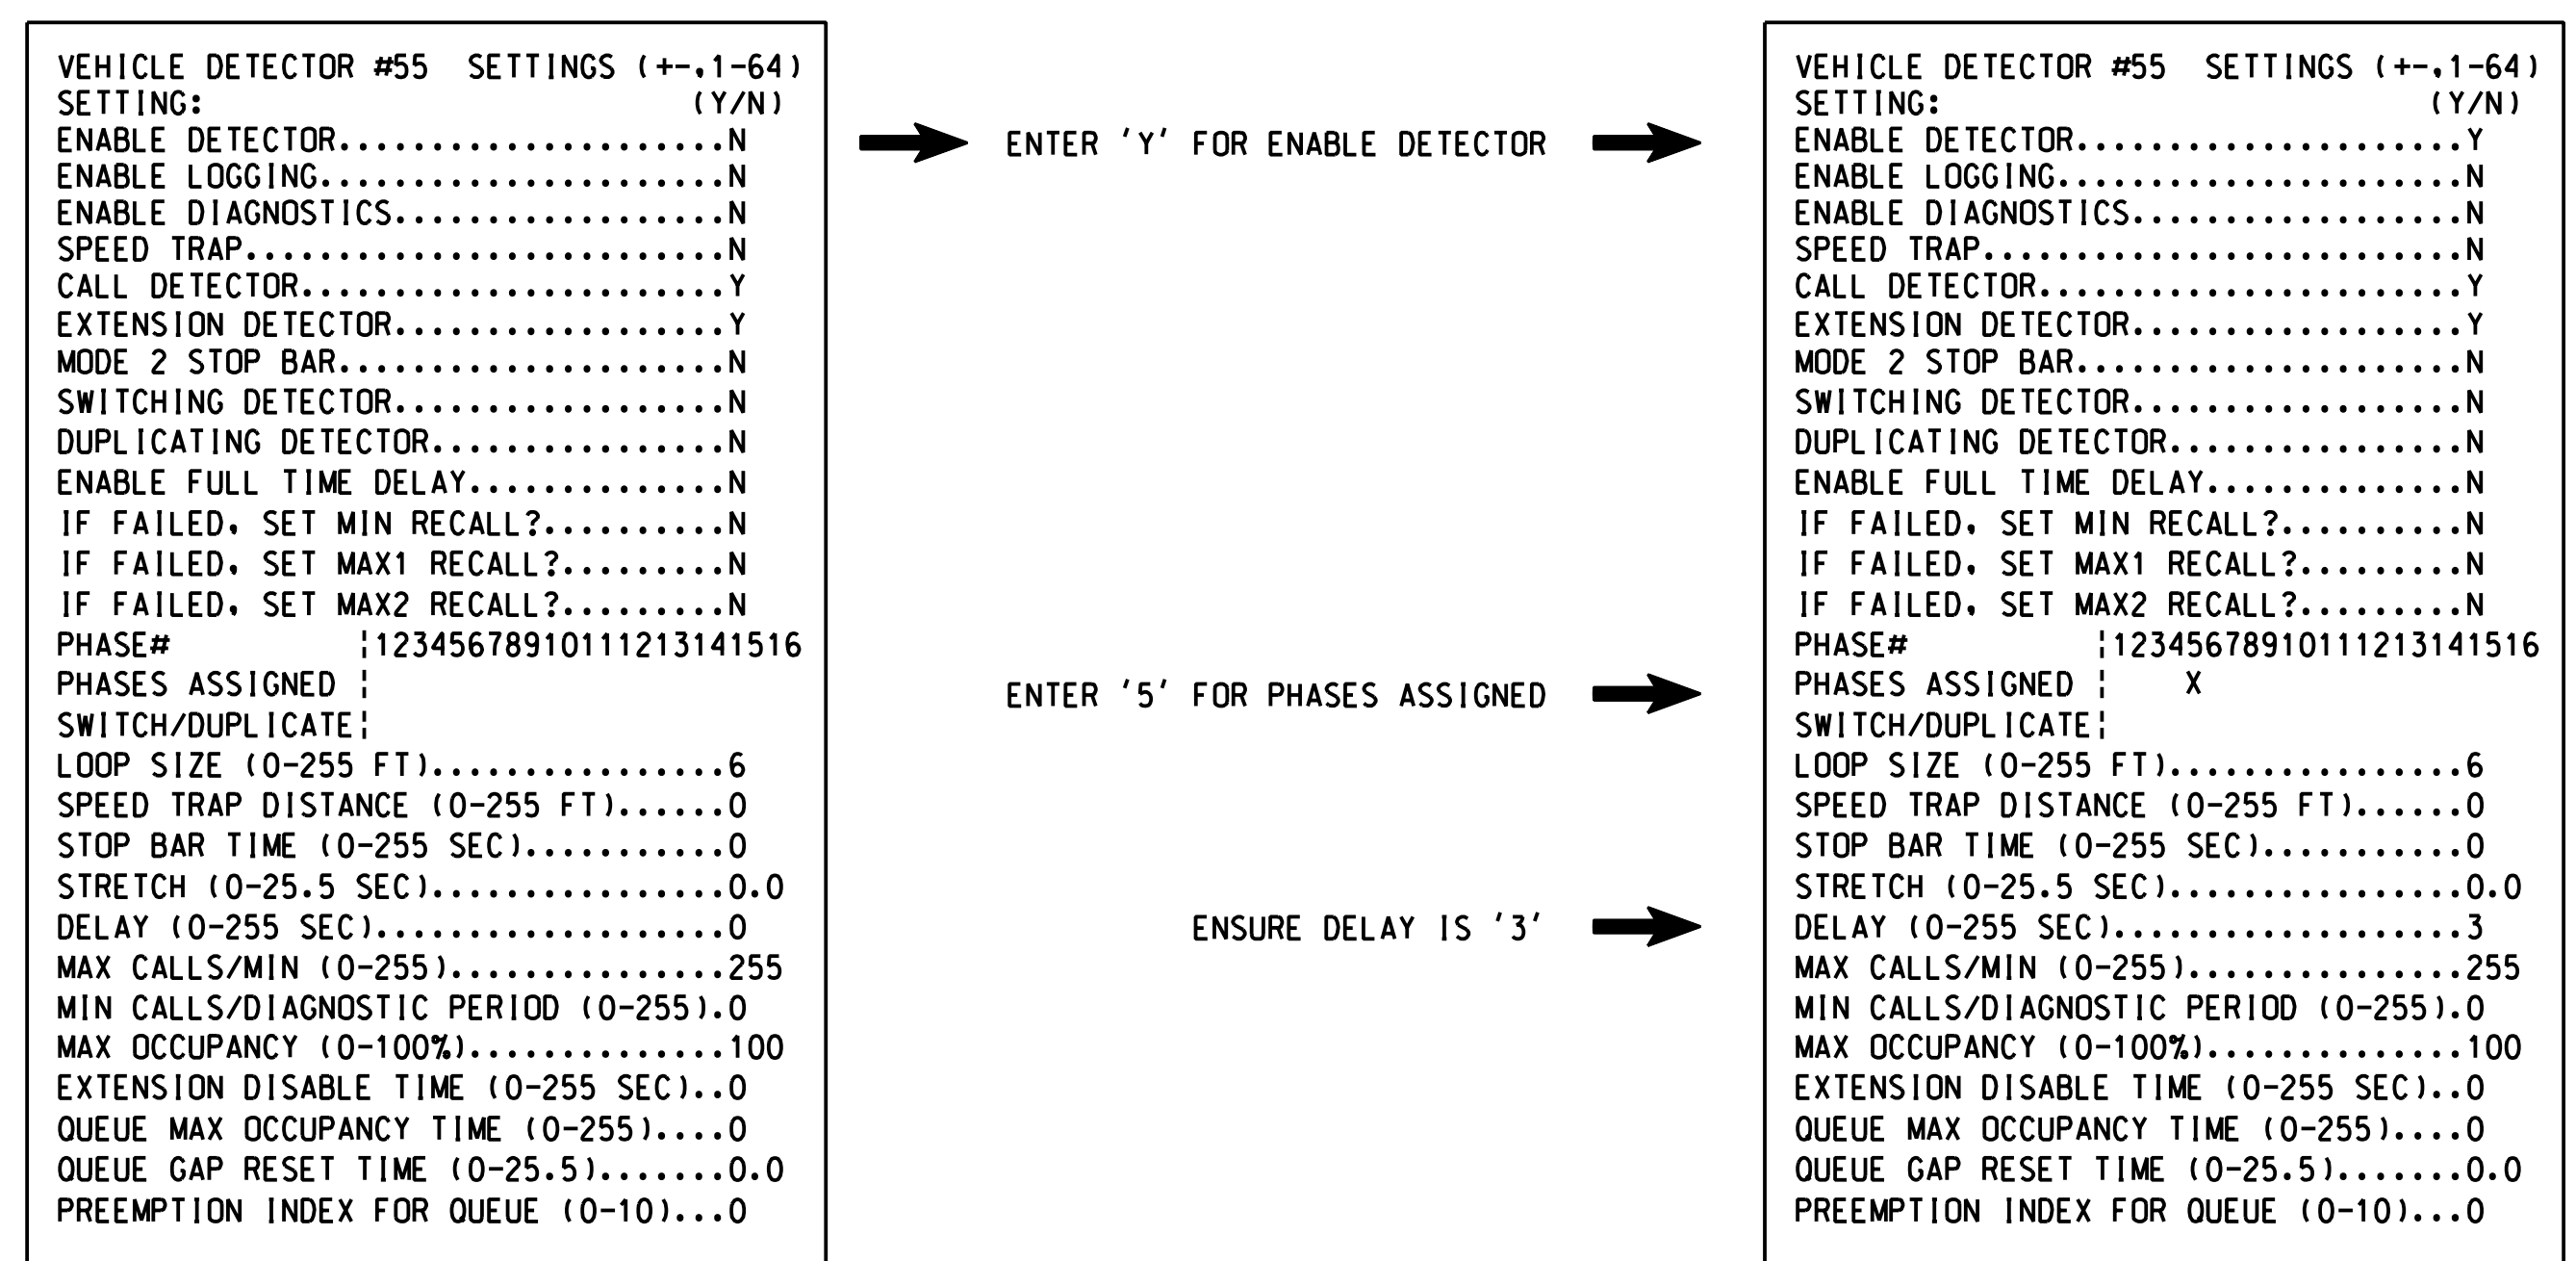 VEHICLE DETECTOR #55  SETTINGS (+-,1-64)
SETTING:                          (Y/N)
ENABLE DETECTOR.....................N
ENABLE LOGGING......................N
ENABLE DIAGNOSTICS..................N
SPEED TRAP..........................N
CALL DETECTOR.......................Y
EXTENSION DETECTOR..................Y
MODE 2 STOP BAR.....................N
SWITCHING DETECTOR..................N
DUPLICATING DETECTOR................N
ENABLE FULL TIME DELAY..............N
IF FAILED, SET MIN RECALL?..........N
IF FAILED, SET MAX1 RECALL?.........N
IF FAILED, SET MAX2 RECALL?.........N
PHASE#          ¦12345678910111213141516
PHASES ASSIGNED ¦
SWITCH/DUPLICATE¦
LOOP SIZE (0-255 FT)................6
SPEED TRAP DISTANCE (0-255 FT)......0
STOP BAR TIME (0-255 SEC)...........0
STRETCH (0-25.5 SEC)................0.0
DELAY (0-255 SEC)...................0
MAX CALLS/MIN (0-255)...............255
MIN CALLS/DIAGNOSTIC PERIOD (0-255).0
MAX OCCUPANCY (0-100%)..............100
EXTENSION DISABLE TIME (0-255 SEC)..0
QUEUE MAX OCCUPANCY TIME (0-255)....0
QUEUE GAP RESET TIME (0-25.5).......0.0
PREEMPTION INDEX FOR QUEUE (0-10)...0
ENTER 'Y' FOR ENABLE DETECTOR
ENTER '5' FOR PHASES ASSIGNED
ENSURE DELAY IS '3'
VEHICLE DETECTOR #55  SETTINGS (+-,1-64)
SETTING:                          (Y/N)
ENABLE DETECTOR.....................Y
ENABLE LOGGING......................N
ENABLE DIAGNOSTICS..................N
SPEED TRAP..........................N
CALL DETECTOR.......................Y
EXTENSION DETECTOR..................Y
MODE 2 STOP BAR.....................N
SWITCHING DETECTOR..................N
DUPLICATING DETECTOR................N
ENABLE FULL TIME DELAY..............N
IF FAILED, SET MIN RECALL?..........N
IF FAILED, SET MAX1 RECALL?.........N
IF FAILED, SET MAX2 RECALL?.........N
PHASE#          ¦12345678910111213141516
PHASES ASSIGNED ¦    X
SWITCH/DUPLICATE¦
LOOP SIZE (0-255 FT)................6
SPEED TRAP DISTANCE (0-255 FT)......0
STOP BAR TIME (0-255 SEC)...........0
STRETCH (0-25.5 SEC)................0.0
DELAY (0-255 SEC)...................3
MAX CALLS/MIN (0-255)...............255
MIN CALLS/DIAGNOSTIC PERIOD (0-255).0
MAX OCCUPANCY (0-100%)..............100
EXTENSION DISABLE TIME (0-255 SEC)..0
QUEUE MAX OCCUPANCY TIME (0-255)....0
QUEUE GAP RESET TIME (0-25.5).......0.0
PREEMPTION INDEX FOR QUEUE (0-10)...0